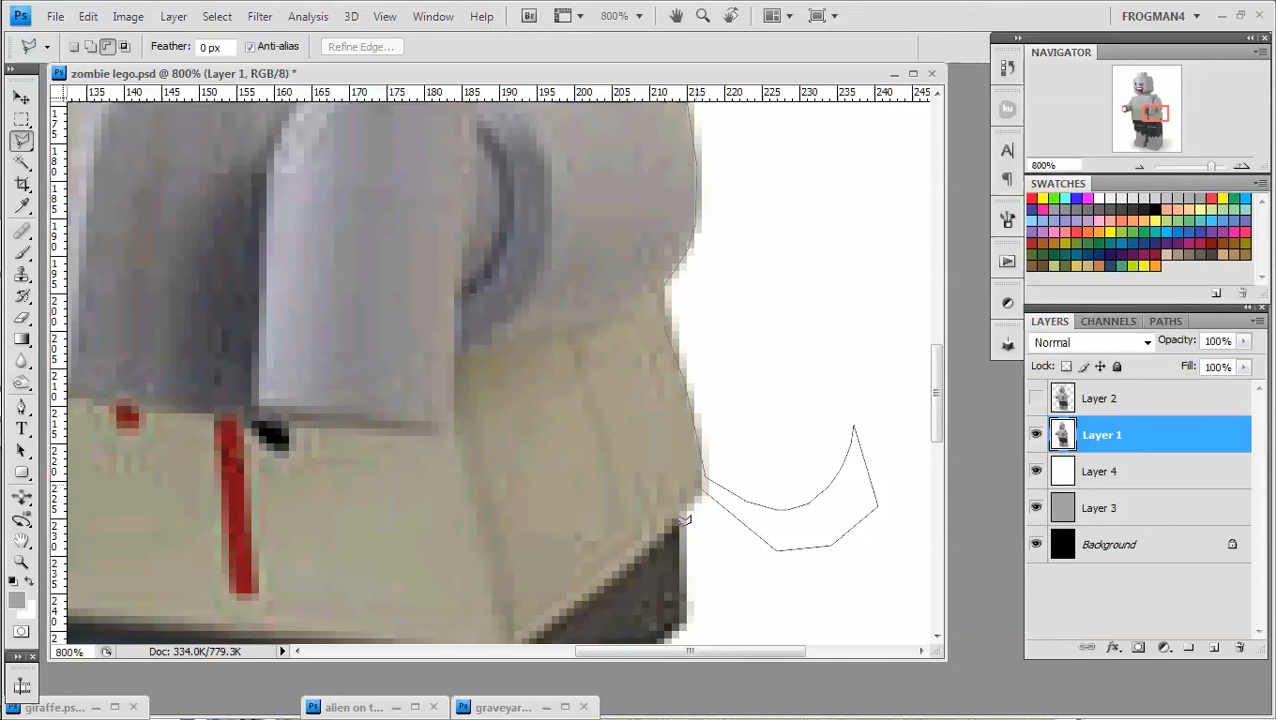 Ps File Edit Image Layer Select Filter Analysis 3D View Window Help Br 800% FROGMAN4
Feather: 0 px Anti-alias Refine Edge...
Ps zombie lego.psd @ 800% (Layer 1, RGB/8) *
135 140 145 150 155 160 165 170 175 180 185 190 195 200 205 210 215 220 225 230 235 240 245
NAVIGATOR
800%
SWATCHES
LAYERS CHANNELS PATHS
Normal Opacity: 100%
Lock: Fill: 100%
Layer 2
Layer 1
Layer 4
Layer 3
Background
800% Doc: 334.0K/779.3K
giraffe.ps... Ps alien on t... Ps graveyar...